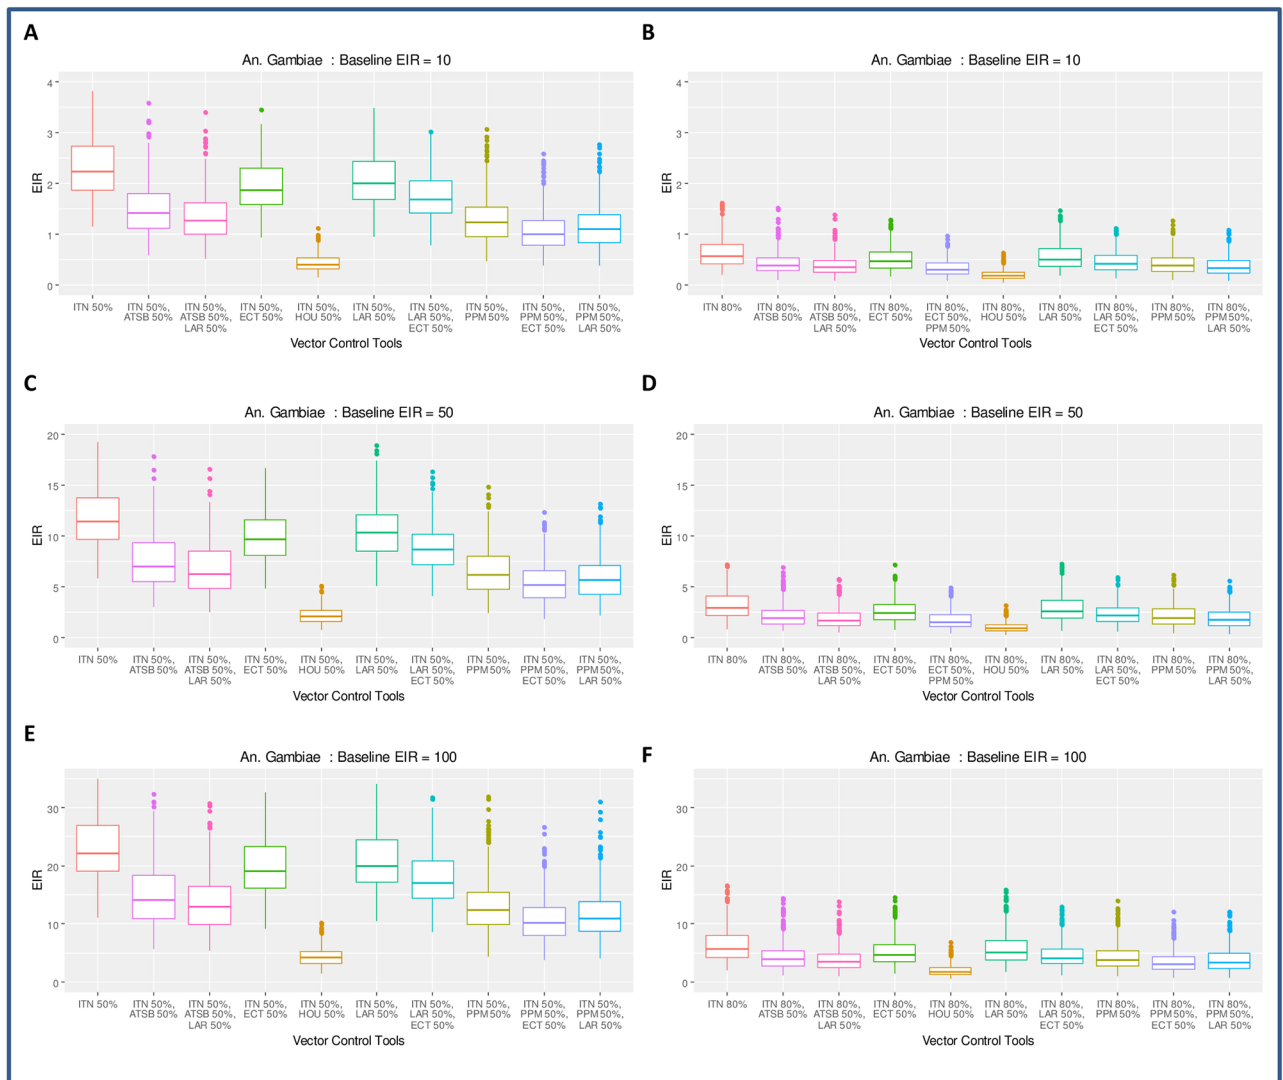 A
An. Gambiae : Baseline EIR = 10
EIR
4
3
2
1
0
ITN 50%
ITN 50%,
ATSB 50%
ITN 50%,
ATSB 50%,
LAR 50%
ITN 50%,
ECT 50%
ITN 50%,
HOU 50%
ITN 50%,
LAR 50%
ITN 50%,
LAR 50%,
ECT 50%
ITN 50%,
PPM 50%
ITN 50%,
PPM 50%,
ECT 50%
ITN 50%,
PPM 50%,
LAR 50%
Vector Control Tools
B
An. Gambiae : Baseline EIR = 10
EIR
4
3
2
1
0
ITN 80%
ITN 80%,
ATSB 50%
ITN 80%,
ATSB 50%,
LAR 50%
ITN 80%,
ECT 50%
ITN 80%,
ECT 50%,
PPM 50%
ITN 80%,
HOU 50%
ITN 80%,
LAR 50%
ITN 80%,
LAR 50%,
ECT 50%
ITN 80%,
PPM 50%
ITN 80%,
PPM 50%,
LAR 50%
Vector Control Tools
C
An. Gambiae : Baseline EIR = 50
EIR
20
15
10
5
0
ITN 50%
ITN 50%,
ATSB 50%
ITN 50%,
ATSB 50%,
LAR 50%
ITN 50%,
ECT 50%
ITN 50%,
HOU 50%
ITN 50%,
LAR 50%
ITN 50%,
LAR 50%,
ECT 50%
ITN 50%,
PPM 50%
ITN 50%,
PPM 50%,
ECT 50%
ITN 50%,
PPM 50%,
LAR 50%
Vector Control Tools
D
An. Gambiae : Baseline EIR = 50
EIR
20
15
10
5
0
ITN 80%
ITN 80%,
ATSB 50%
ITN 80%,
ATSB 50%,
LAR 50%
ITN 80%,
ECT 50%
ITN 80%,
ECT 50%,
PPM 50%
ITN 80%,
HOU 50%
ITN 80%,
LAR 50%
ITN 80%,
LAR 50%,
ECT 50%
ITN 80%,
PPM 50%
ITN 80%,
PPM 50%,
LAR 50%
Vector Control Tools
E
An. Gambiae : Baseline EIR = 100
EIR
30
20
10
0
ITN 50%
ITN 50%,
ATSB 50%
ITN 50%,
ATSB 50%,
LAR 50%
ITN 50%,
ECT 50%
ITN 50%,
HOU 50%
ITN 50%,
LAR 50%
ITN 50%,
LAR 50%,
ECT 50%
ITN 50%,
PPM 50%
ITN 50%,
PPM 50%,
ECT 50%
ITN 50%,
PPM 50%,
LAR 50%
Vector Control Tools
F
An. Gambiae : Baseline EIR = 100
EIR
30
20
10
0
ITN 80%
ITN 80%,
ATSB 50%
ITN 80%,
ATSB 50%,
LAR 50%
ITN 80%,
ECT 50%
ITN 80%,
HOU 50%
ITN 80%,
LAR 50%
ITN 80%,
LAR 50%,
ECT 50%
ITN 80%,
PPM 50%
ITN 80%,
PPM 50%,
ECT 50%
ITN 80%,
PPM 50%,
LAR 50%
Vector Control Tools